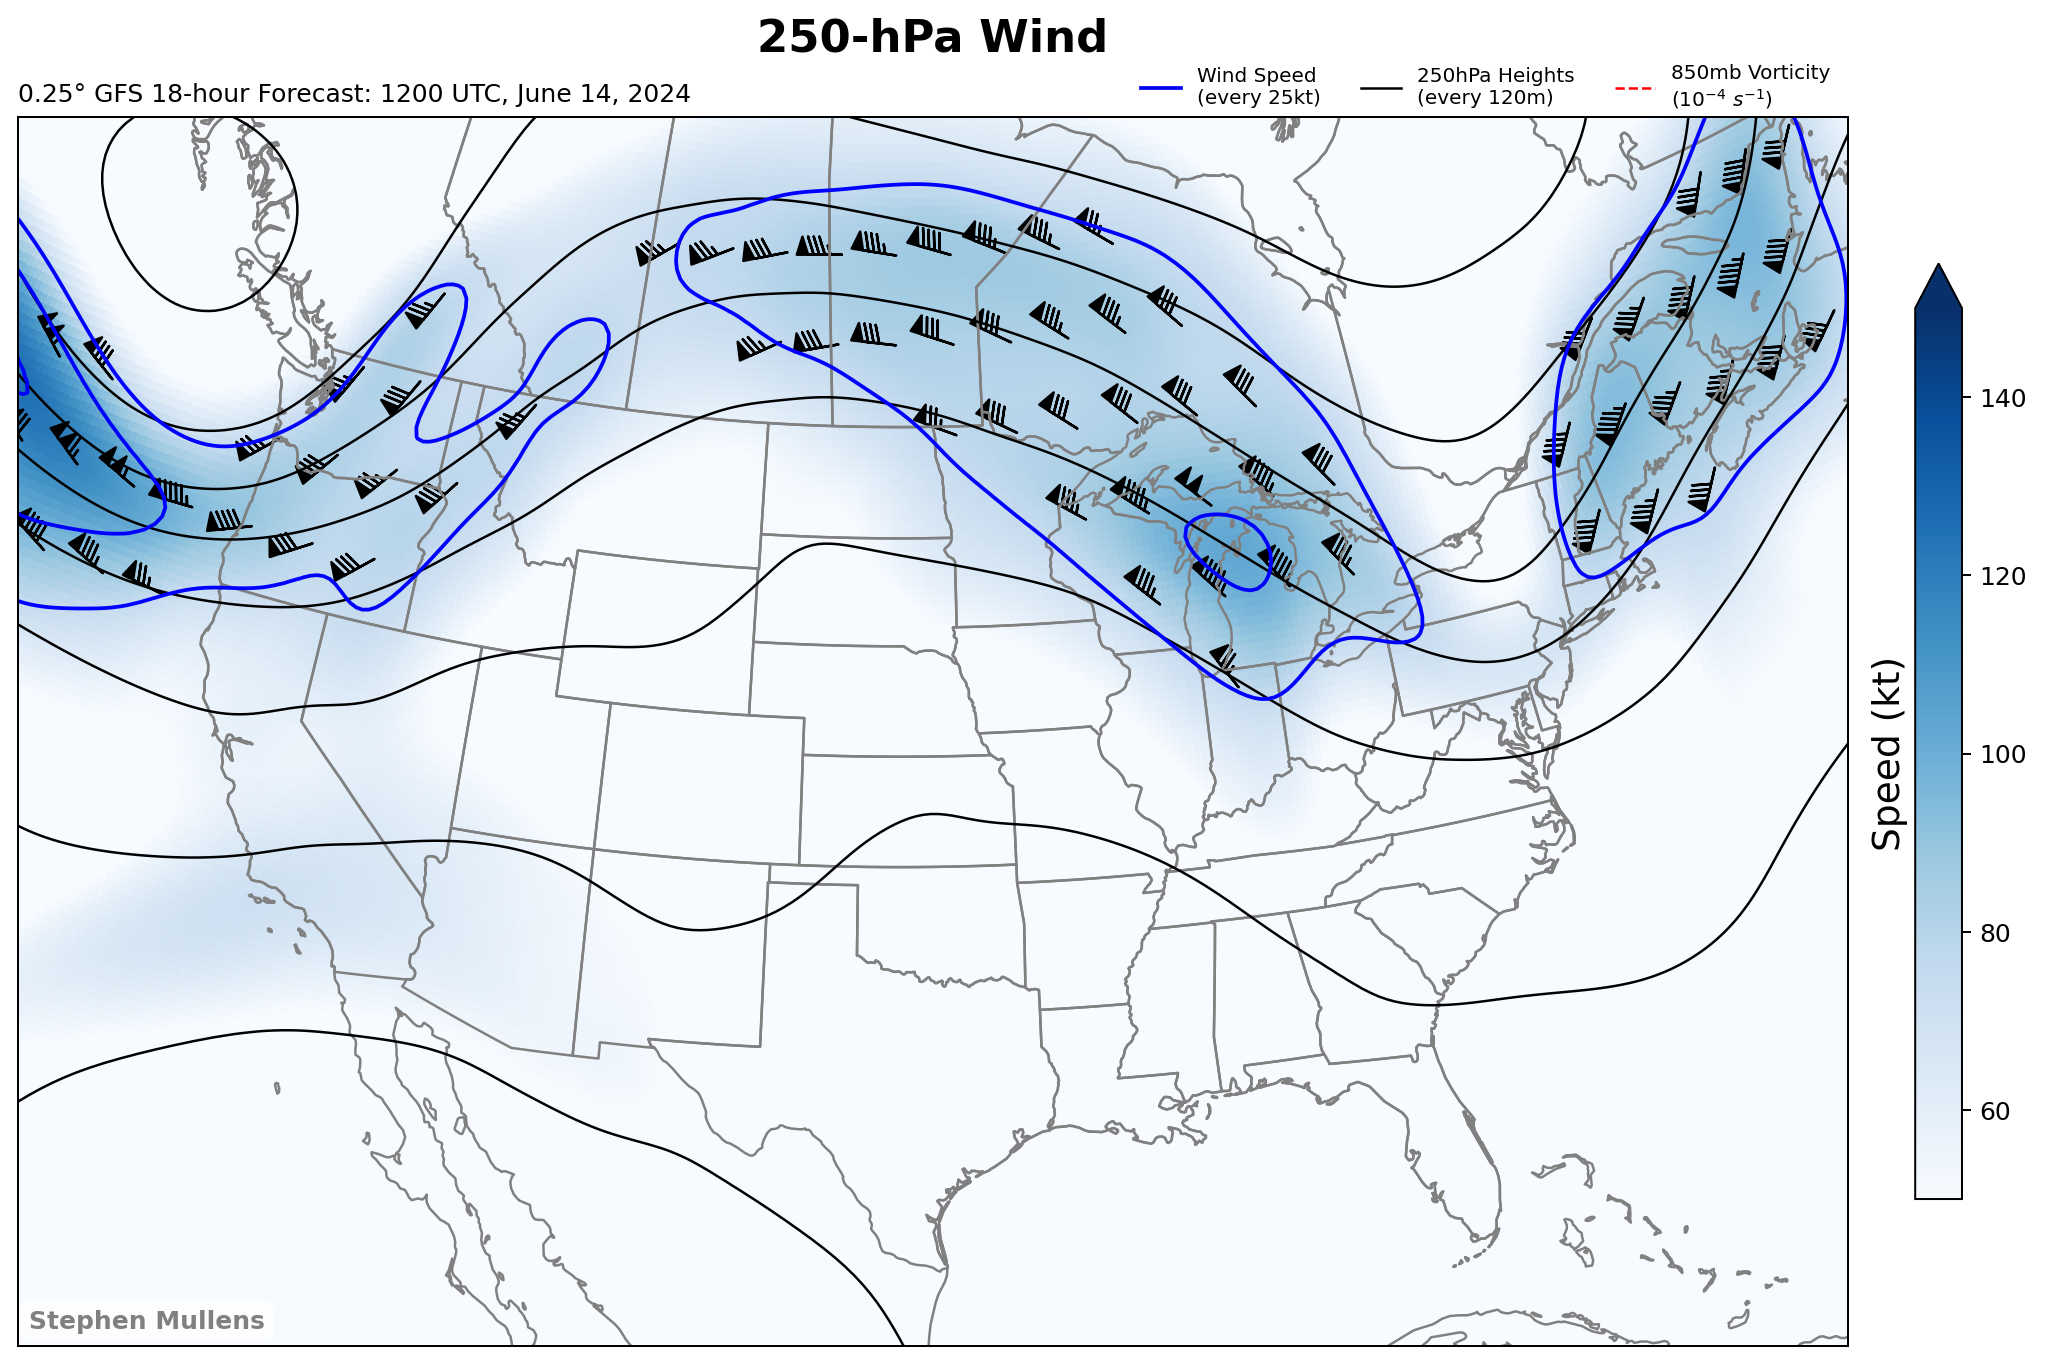 250-hPa Wind
0.25° GFS 18-hour Forecast: 1200 UTC, June 14, 2024
Wind Speed
(every 25kt)
250hPa Heights
(every 120m)
850mb Vorticity
(10⁻⁴ s⁻¹)
140
120
100
80
60
Speed (kt)
Stephen Mullens